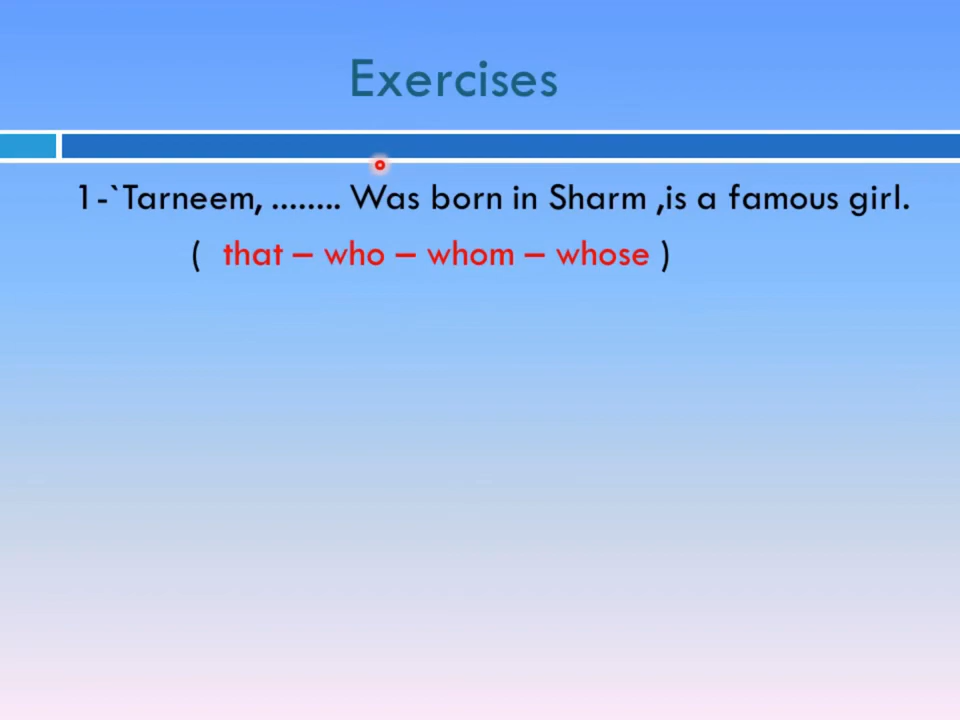 Exercises
1-`Tarneem, ........ Was born in Sharm ,is a famous girl.
( that – who – whom – whose )